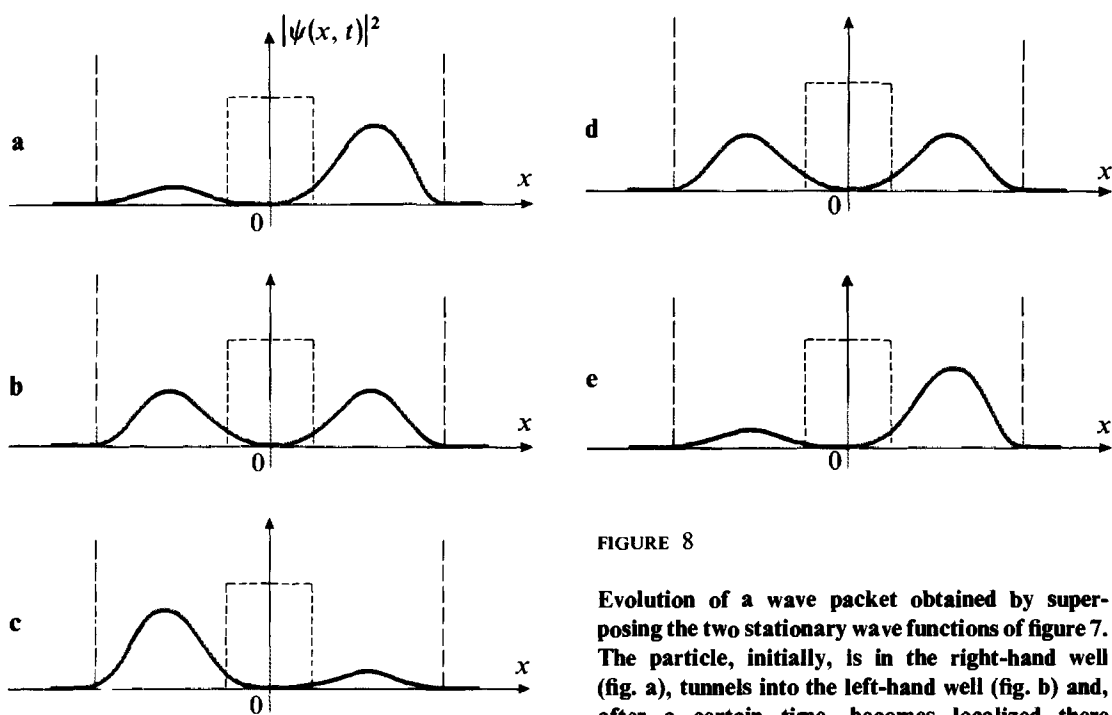 |ψ(x, t)|²
a
x
0
b
x
0
c
x
0
d
x
0
e
x
0
FIGURE 8
Evolution of a wave packet obtained by super-
posing the two stationary wave functions of figure 7.
The particle, initially, is in the right-hand well
(fig. a), tunnels into the left-hand well (fig. b) and,
after a certain time, becomes localized there